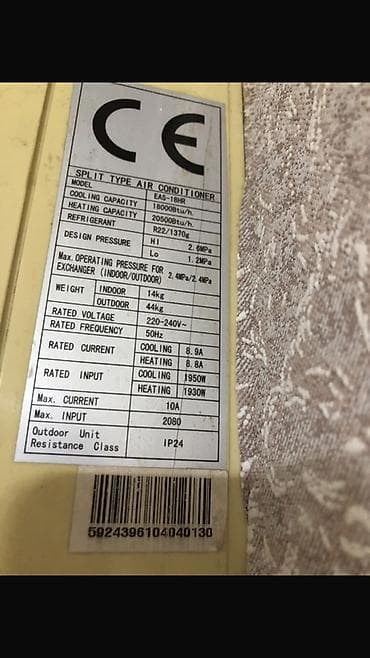 CE
SPLIT TYPE AIR CONDITIONER
MODEL EAS-18HR
COOLING CAPACITY 18000Btu/h.
HEATING CAPACITY 20500Btu/h.
REFRIGERANT R22/1370g
DESIGN PRESSURE HI 2.6MPa
Lo 1.2MPa
Max. OPERATING PRESSURE FOR
EXCHANGER (INDOOR/OUTDOOR) 2.4MPa/2.4MPa
WEIGHT INDOOR 14kg
OUTDOOR 44kg
RATED VOLTAGE 220-240V~
RATED FREQUENCY 50Hz
RATED CURRENT COOLING 8.9A
HEATING 8.8A
RATED INPUT COOLING 1950W
HEATING 1930W
Max. CURRENT 10A
Max. INPUT 2080
Outdoor Unit
Resistance Class IP24
5924396104040130